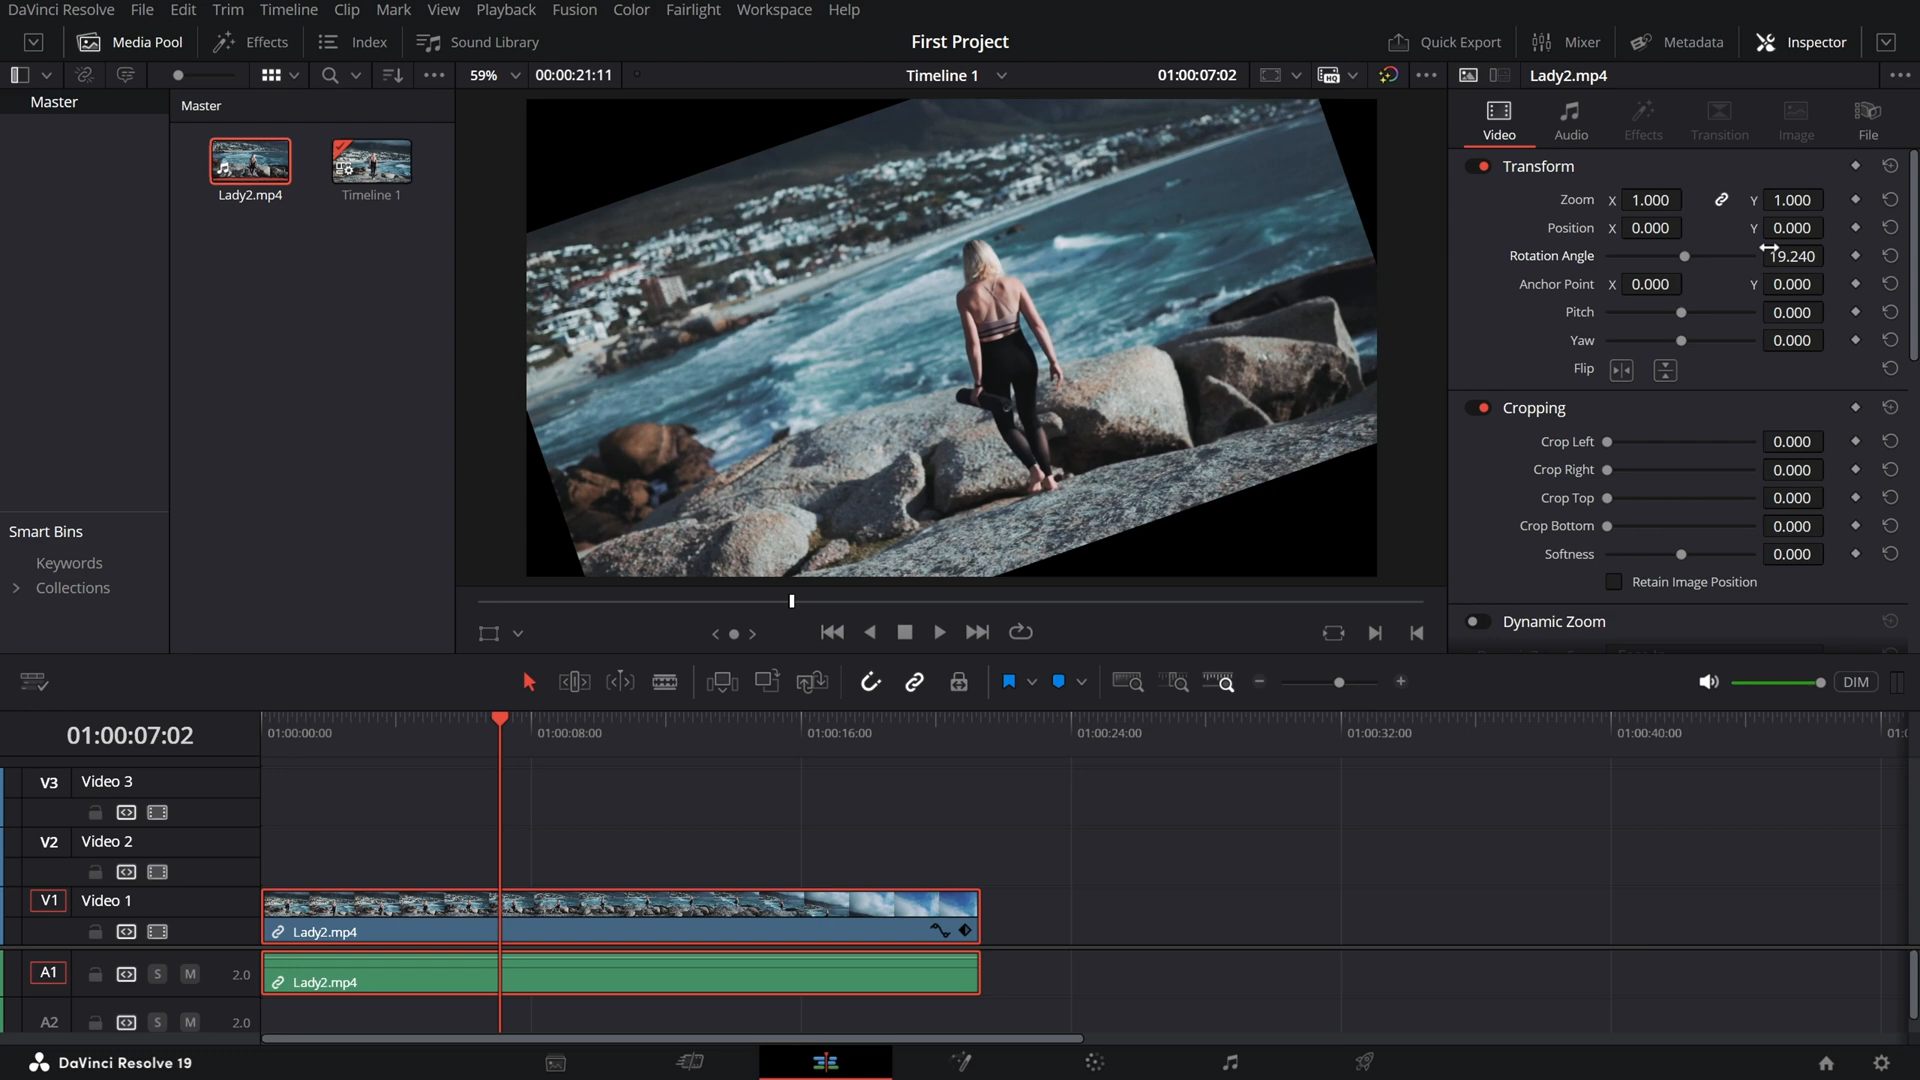 DaVinci Resolve File Edit Trim Timeline Clip Mark View Playback Fusion Color Fairlight Workspace Help
Media Pool Effects Index Sound Library First Project Quick Export Mixer Metadata Inspector
59% 00:00:21:11 Timeline 1 01:00:07:02 HQ Lady2.mp4
Master
Master
Lady2.mp4 Timeline 1
Video Audio Effects Transition Image File
Transform
Zoom X 1.000 Y 1.000
Position X 0.000 Y 0.000
Rotation Angle 19.240
Anchor Point X 0.000 Y 0.000
Pitch 0.000
Yaw 0.000
Flip
Cropping
Crop Left 0.000
Crop Right 0.000
Crop Top 0.000
Crop Bottom 0.000
Softness 0.000
Retain Image Position
Dynamic Zoom
Smart Bins
Keywords
Collections
DIM
01:00:07:02
01:00:00:00 01:00:08:00 01:00:16:00 01:00:24:00 01:00:32:00 01:00:40:00
V3 Video 3
V2 Video 2
V1 Video 1
Lady2.mp4
A1 S M 2.0
Lady2.mp4
A2 S M 2.0
DaVinci Resolve 19